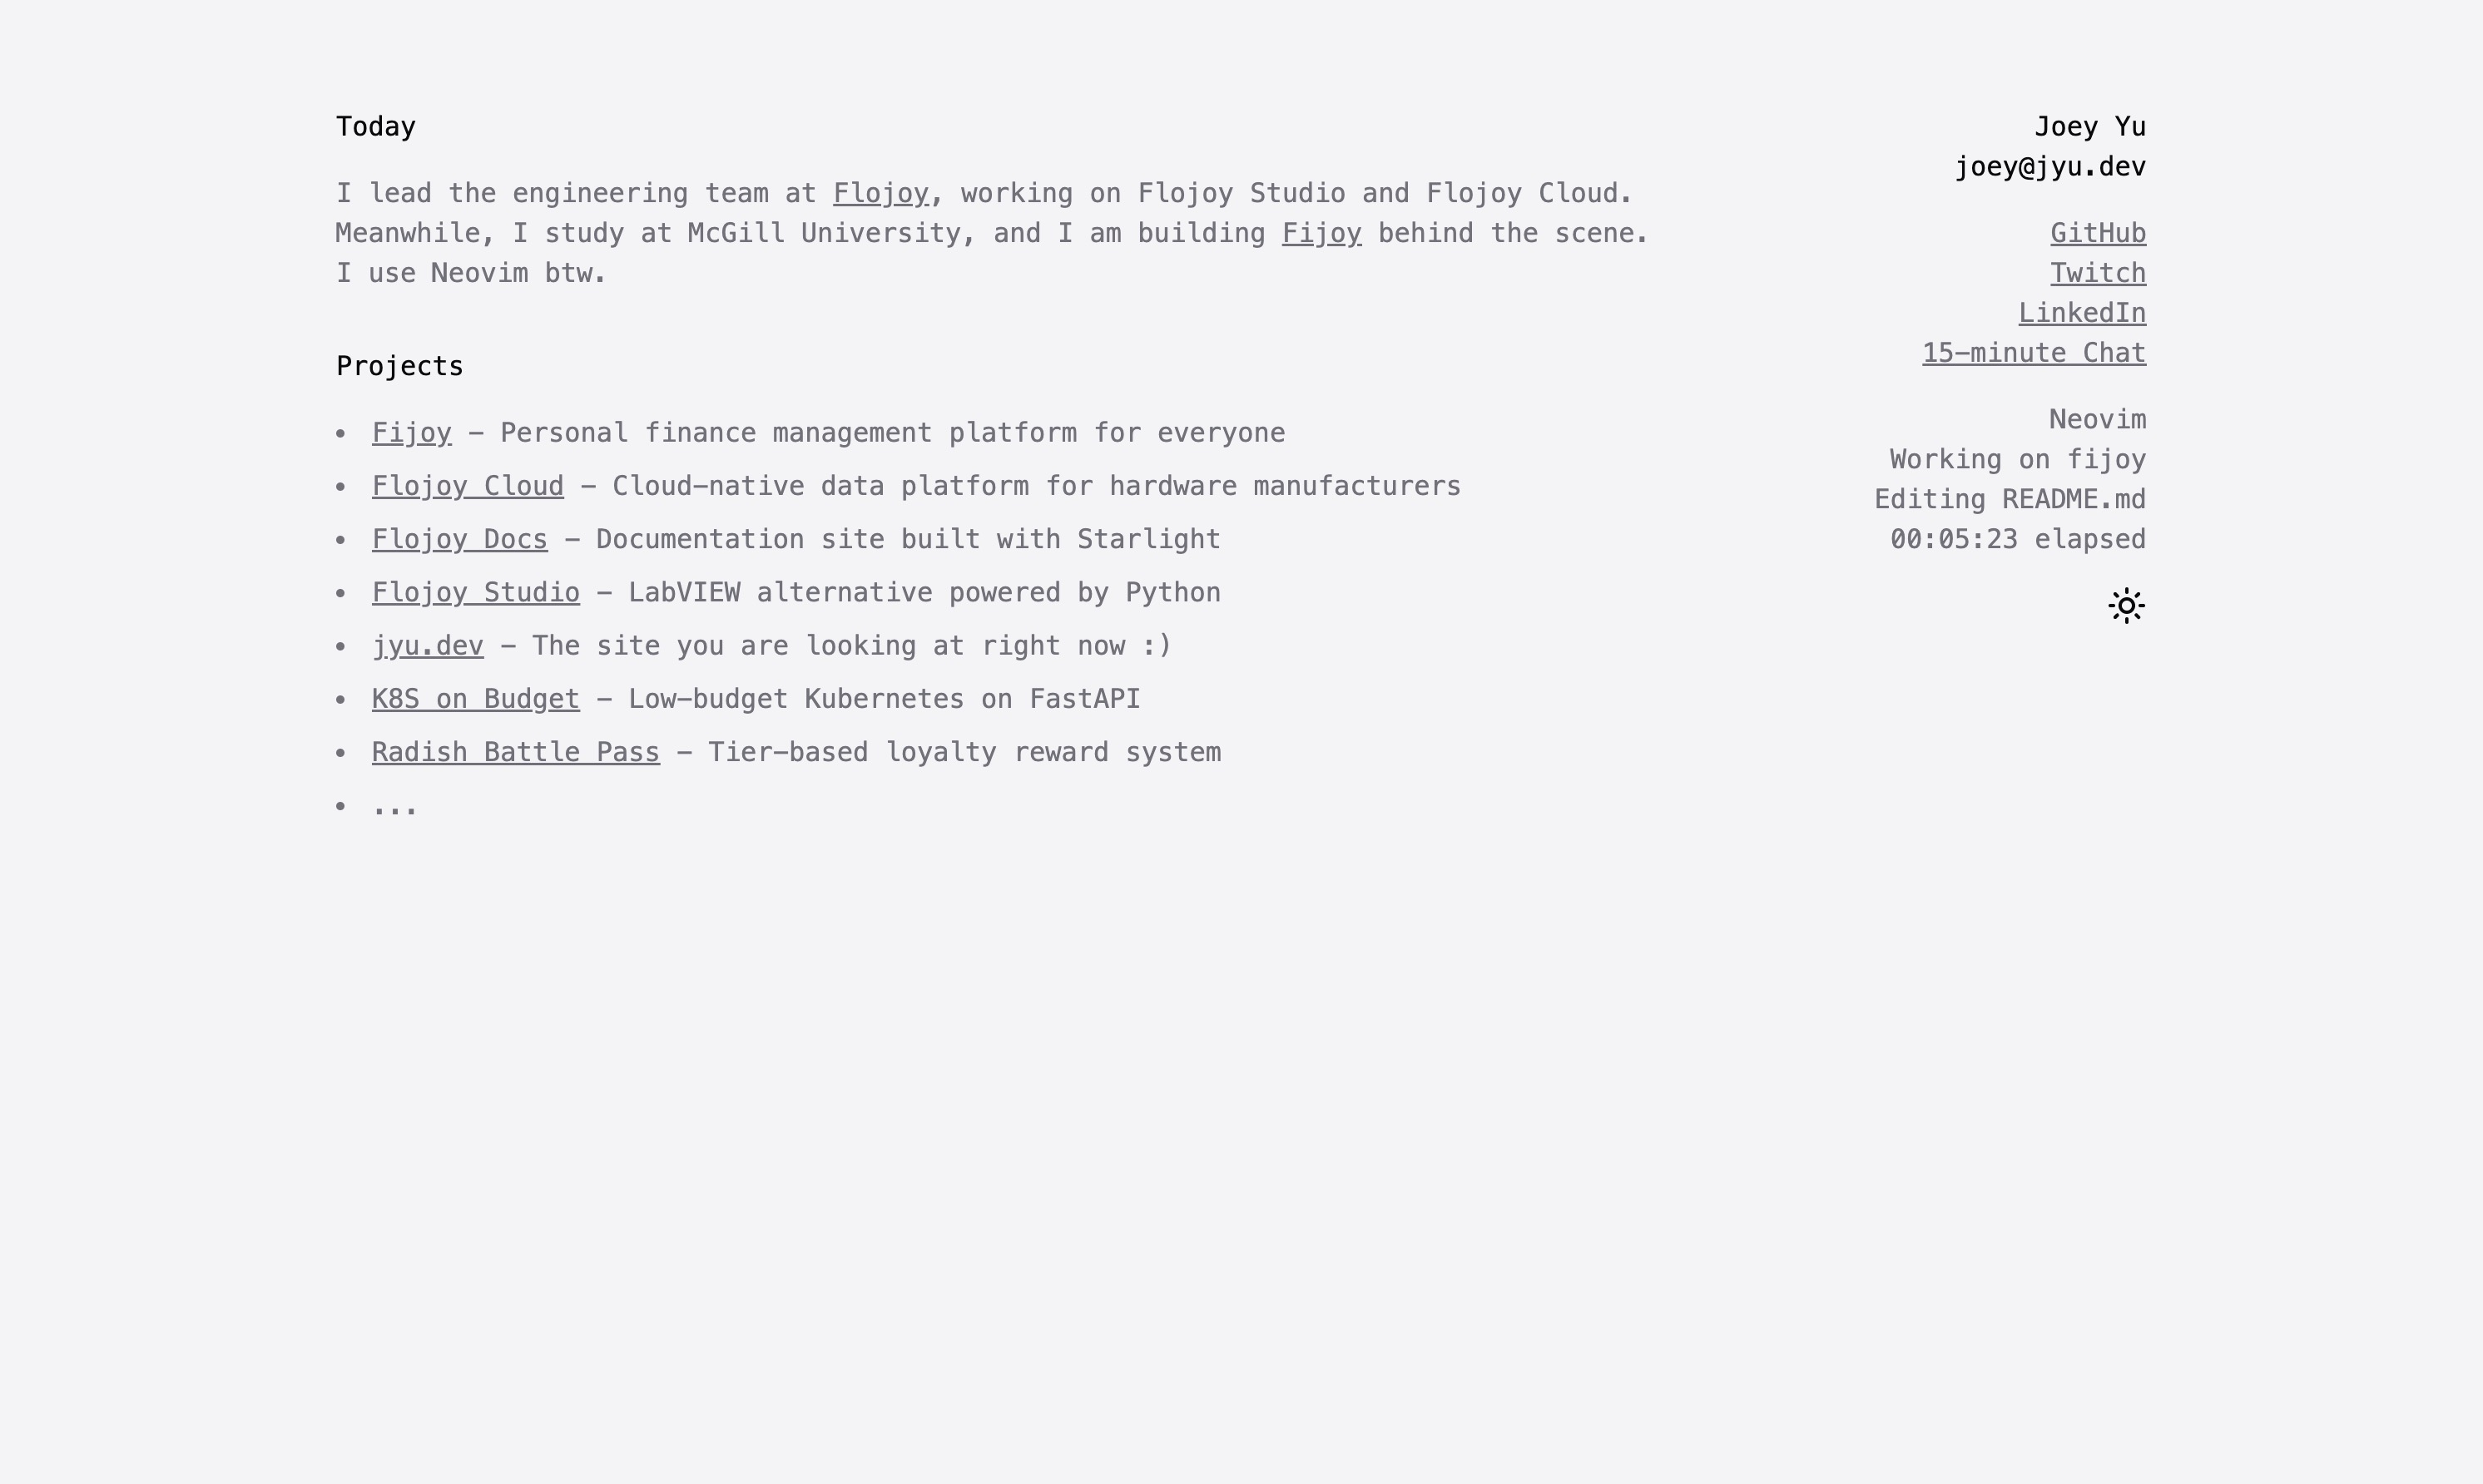 Today
I lead the engineering team at Flojoy, working on Flojoy Studio and Flojoy Cloud.
Meanwhile, I study at McGill University, and I am building Fijoy behind the scene.
I use Neovim btw.
Projects
• Fijoy – Personal finance management platform for everyone
• Flojoy Cloud – Cloud–native data platform for hardware manufacturers
• Flojoy Docs – Documentation site built with Starlight
• Flojoy Studio – LabVIEW alternative powered by Python
• jyu.dev – The site you are looking at right now :)
• K8S on Budget – Low–budget Kubernetes on FastAPI
• Radish Battle Pass – Tier–based loyalty reward system
• ...
Joey Yu
joey@jyu.dev
GitHub
Twitch
LinkedIn
15–minute Chat
Neovim
Working on fijoy
Editing README.md
00:05:23 elapsed